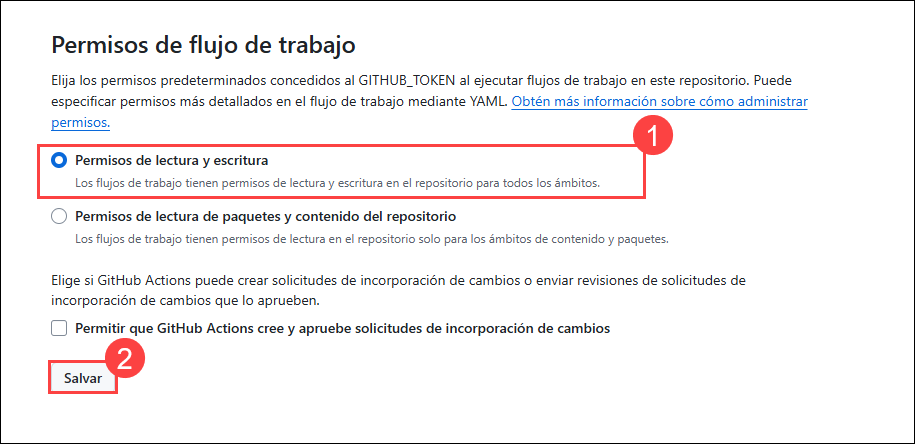 Permisos de flujo de trabajo
Elija los permisos predeterminados concedidos al GITHUB_TOKEN al ejecutar flujos de trabajo en este repositorio. Puede
especificar permisos más detallados en el flujo de trabajo mediante YAML. Obtén más información sobre cómo administrar
permisos.
1
Permisos de lectura y escritura
Los flujos de trabajo tienen permisos de lectura y escritura en el repositorio para todos los ámbitos.
Permisos de lectura de paquetes y contenido del repositorio
Los flujos de trabajo tienen permisos de lectura en el repositorio solo para los ámbitos de contenido y paquetes.
Elige si GitHub Actions puede crear solicitudes de incorporación de cambios o enviar revisiones de solicitudes de
incorporación de cambios que lo aprueben.
Permitir que GitHub Actions cree y apruebe solicitudes de incorporación de cambios
2
Salvar